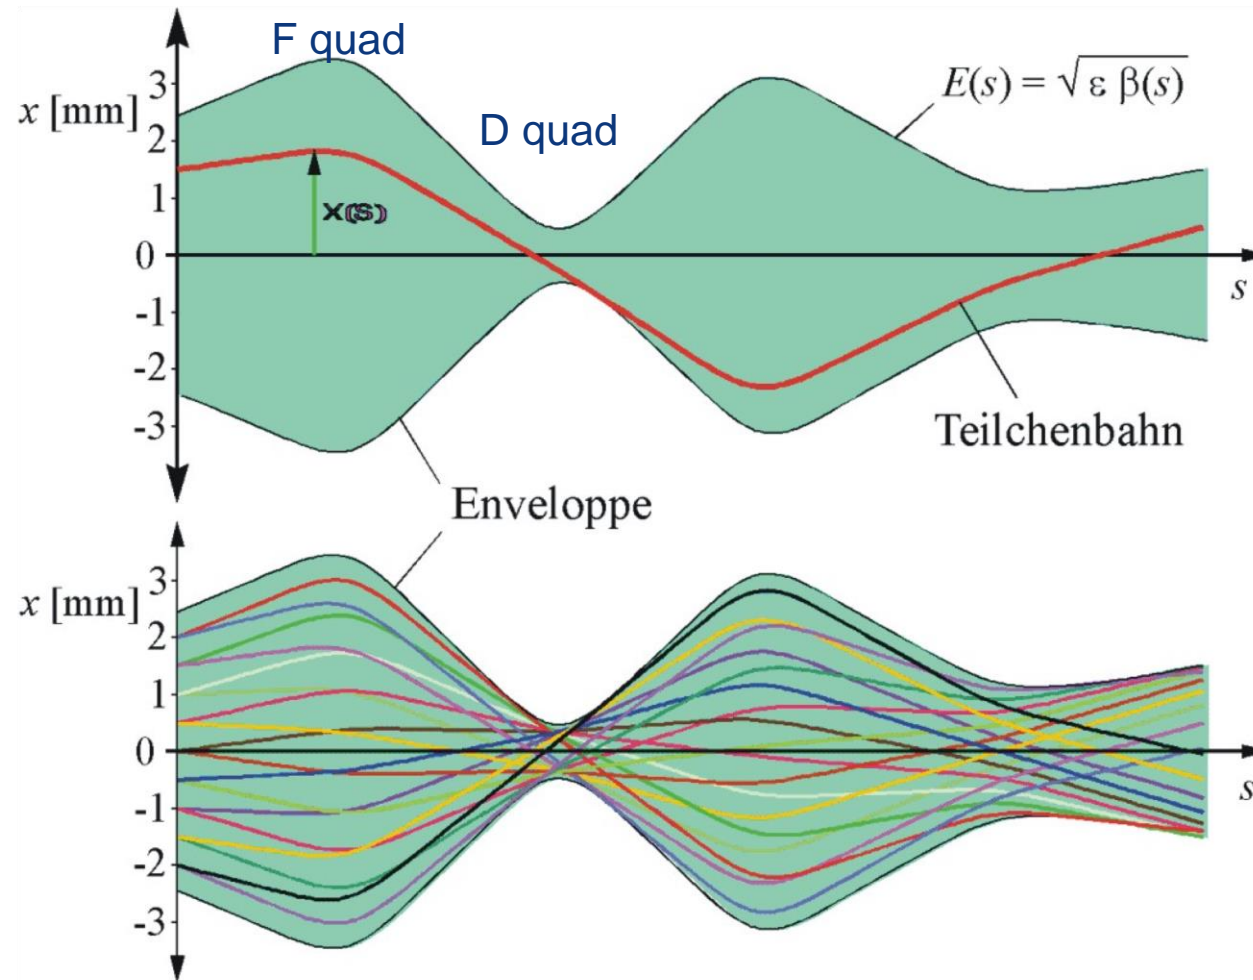 F quad
x [mm]
D quad
E(s) = √ε β(s)
3
2
1
0
-1
-2
-3
x(s)
s
Teilchenbahn
Enveloppe
x [mm]
3
2
1
0
-1
-2
-3
s